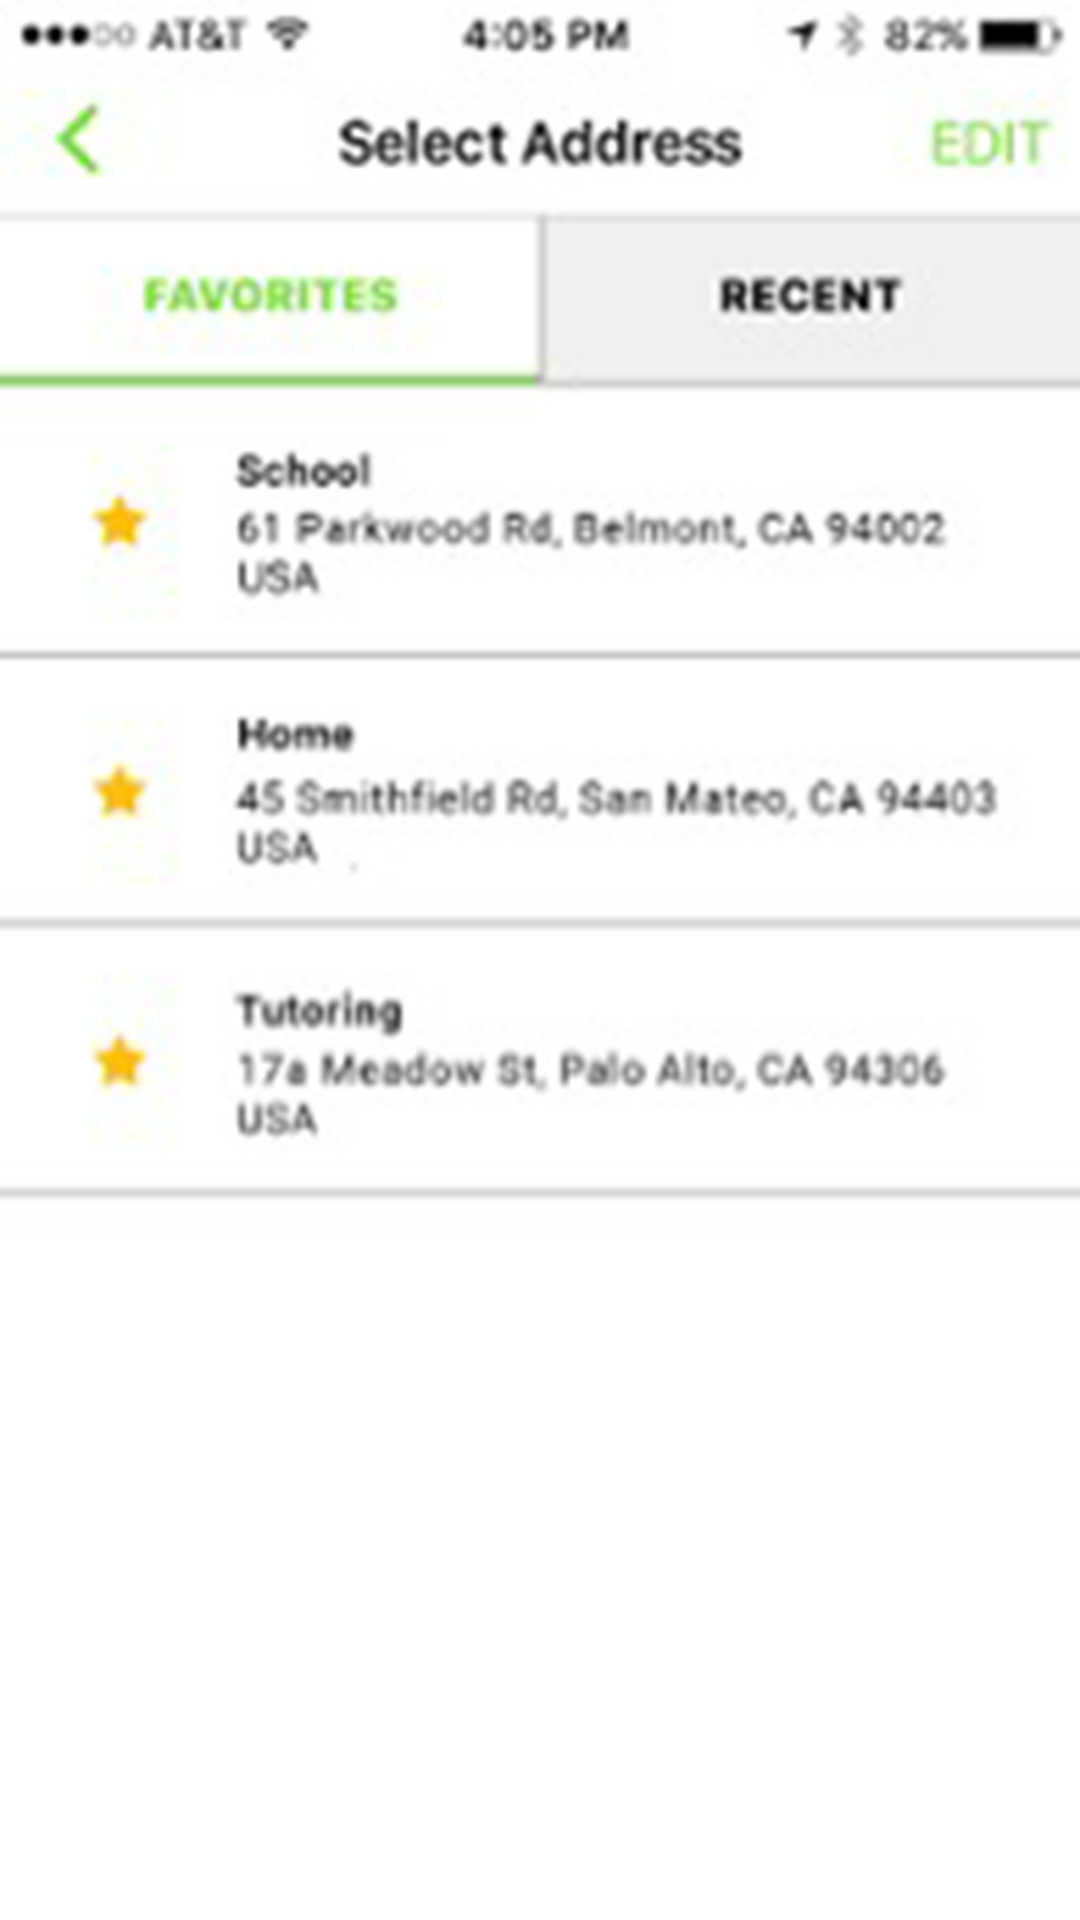 AT&T 4:05 PM 82%
Select Address EDIT
FAVORITES RECENT
School
61 Parkwood Rd, Belmont, CA 94002
USA
Home
45 Smithfield Rd, San Mateo, CA 94403
USA
Tutoring
17a Meadow St, Palo Alto, CA 94306
USA